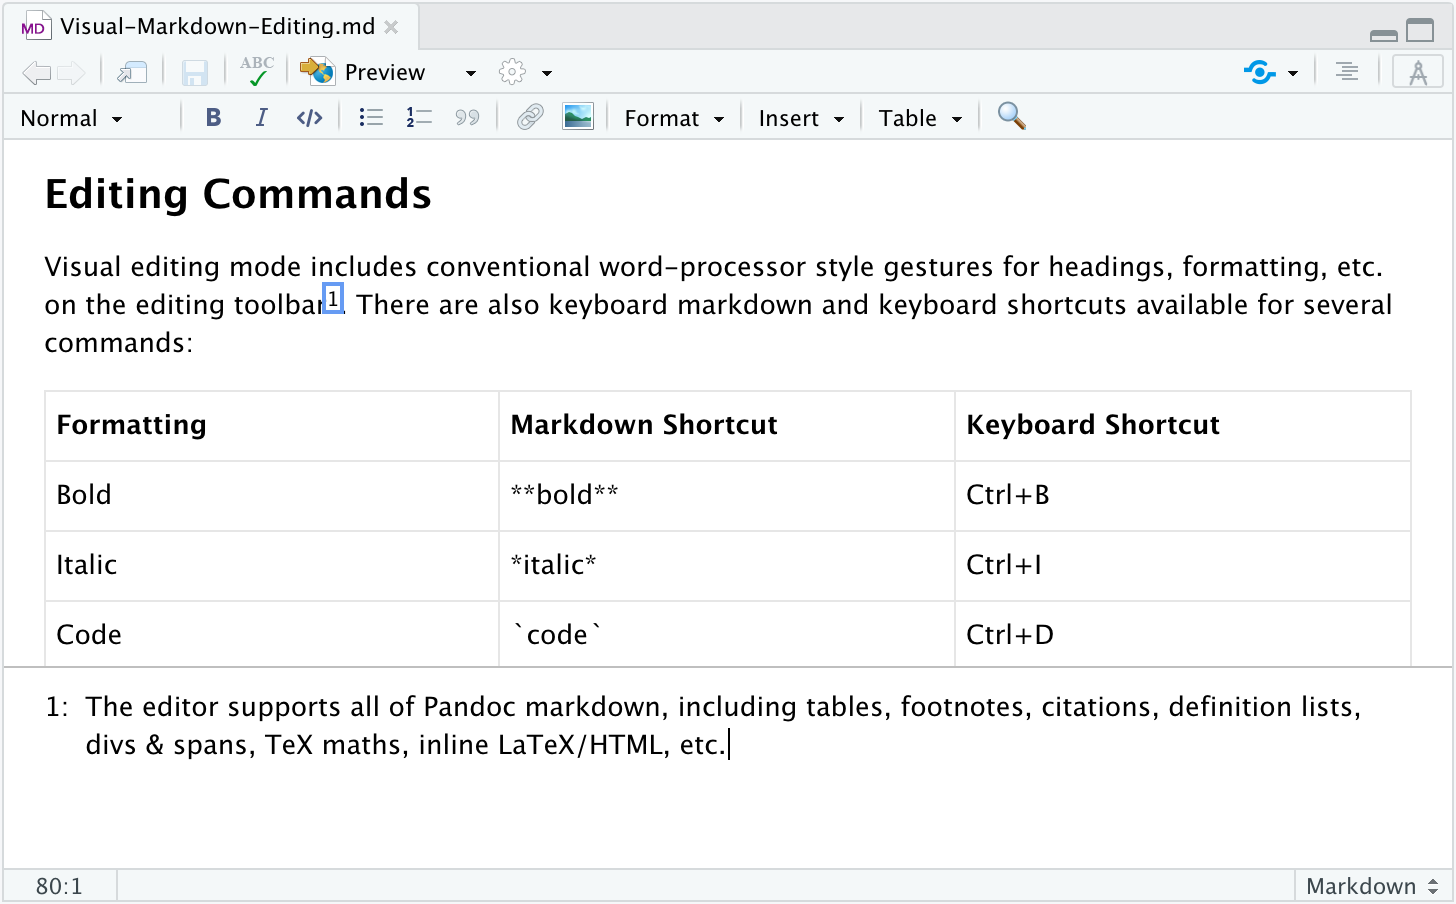 MD Visual-Markdown-Editing.md
ABC Preview
Normal B I </> Format Insert Table
Editing Commands
Visual editing mode includes conventional word-processor style gestures for headings, formatting, etc.
on the editing toolbar1. There are also keyboard markdown and keyboard shortcuts available for several
commands:
Formatting Markdown Shortcut Keyboard Shortcut
Bold **bold** Ctrl+B
Italic *italic* Ctrl+I
Code `code` Ctrl+D
1: The editor supports all of Pandoc markdown, including tables, footnotes, citations, definition lists,
divs & spans, TeX maths, inline LaTeX/HTML, etc.
80:1 Markdown